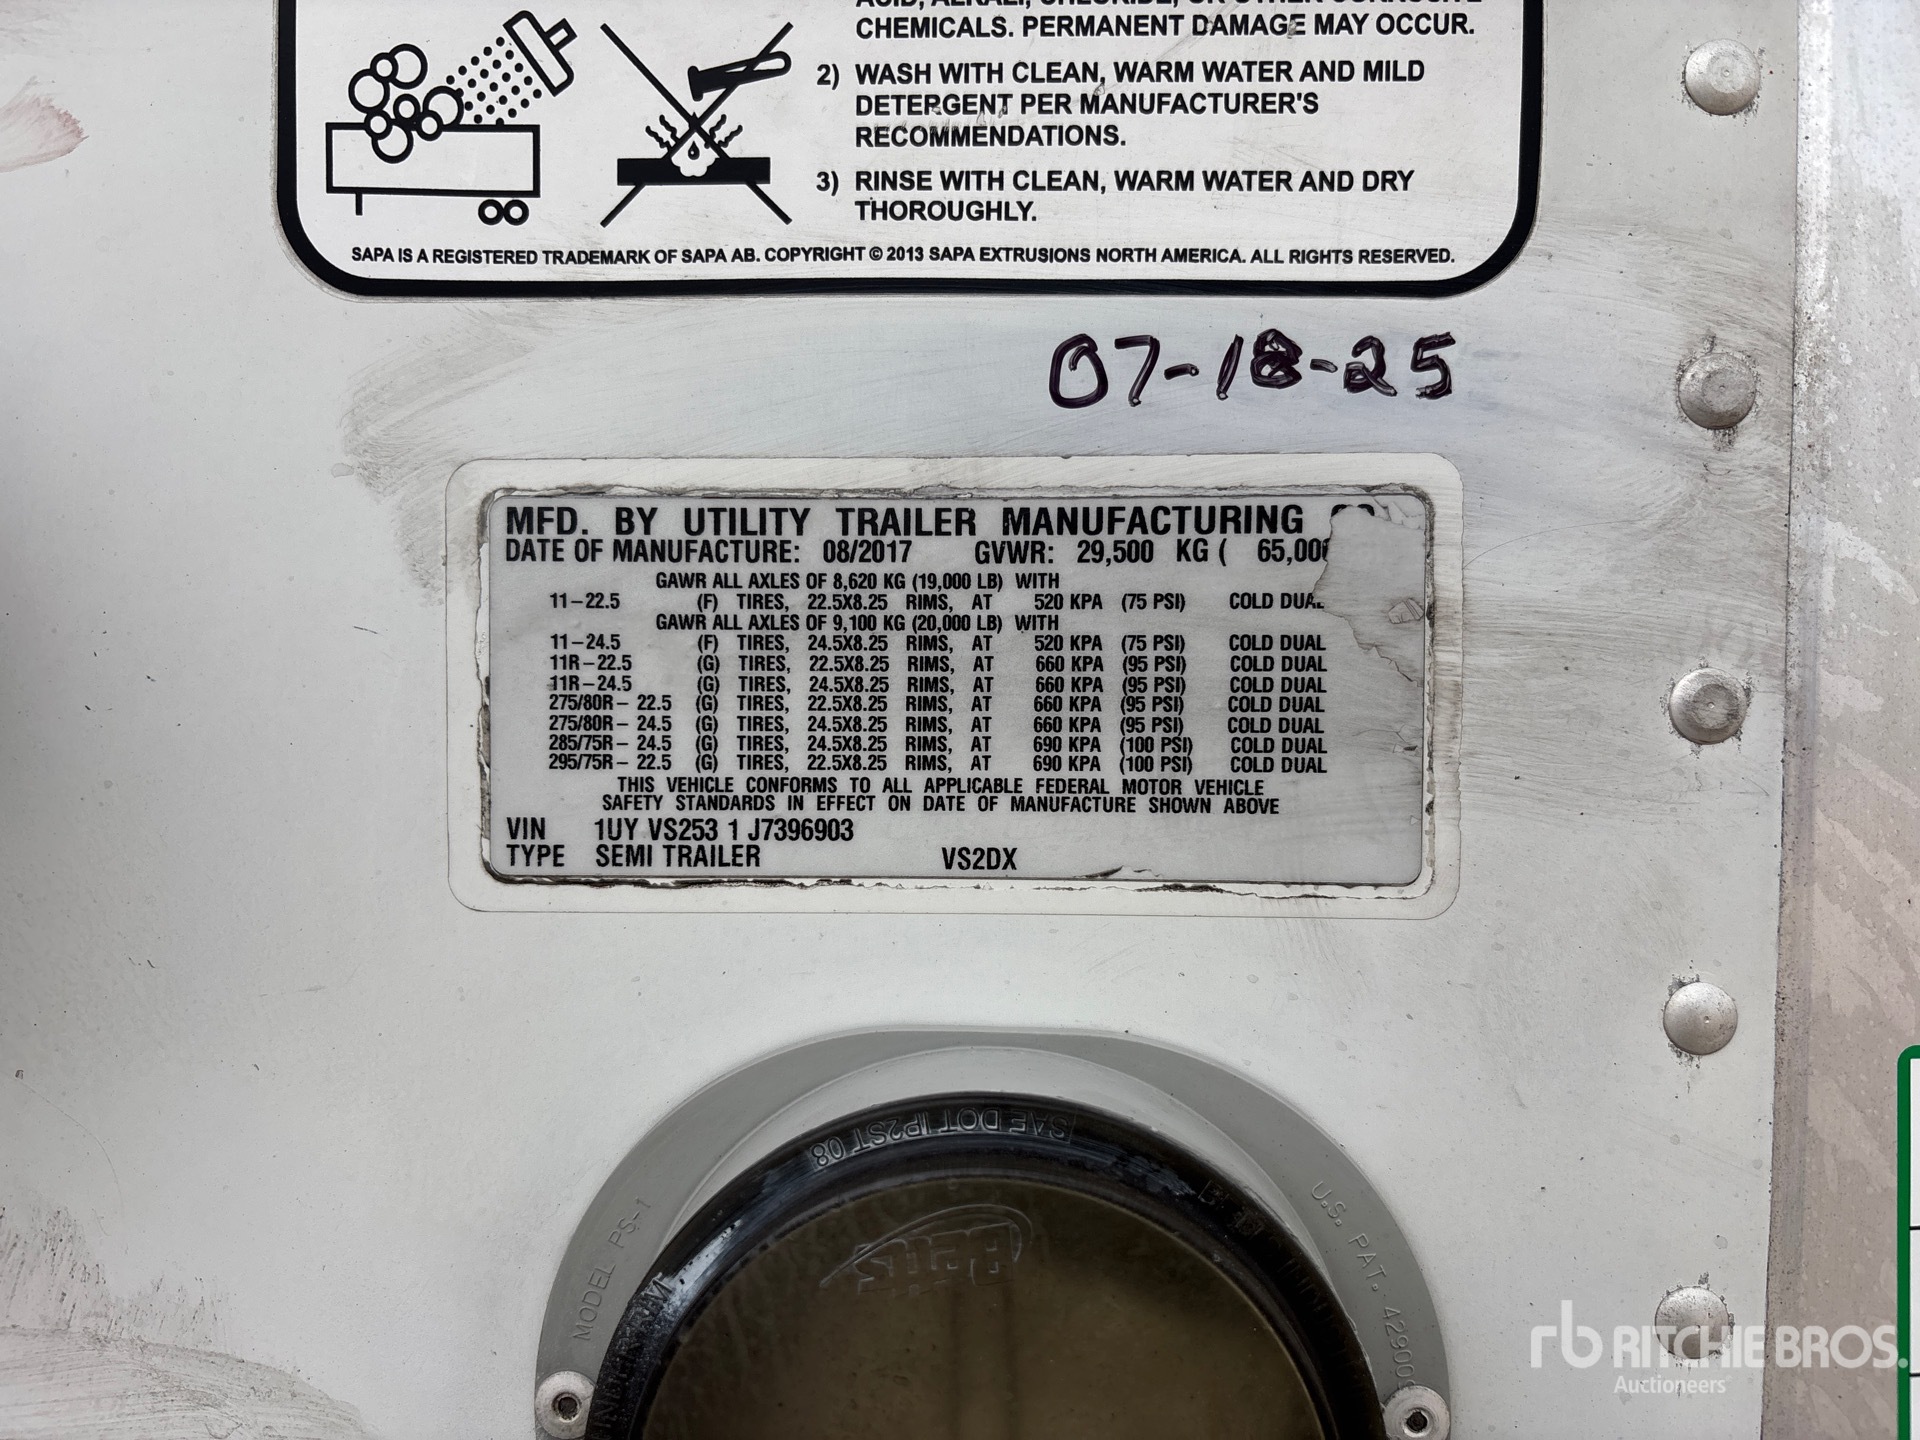 CHEMICALS. PERMANENT DAMAGE MAY OCCUR.
2) WASH WITH CLEAN, WARM WATER AND MILD
DETERGENT PER MANUFACTURER'S
RECOMMENDATIONS.
3) RINSE WITH CLEAN, WARM WATER AND DRY
THOROUGHLY.
SAPA IS A REGISTERED TRADEMARK OF SAPA AB. COPYRIGHT © 2013 SAPA EXTRUSIONS NORTH AMERICA. ALL RIGHTS RESERVED.
07-18-25
MFD. BY UTILITY TRAILER MANUFACTURING
DATE OF MANUFACTURE: 08/2017 GVWR: 29,500 KG ( 65,000
GAWR ALL AXLES OF 8,620 KG (19,000 LB) WITH
11-22.5 (F) TIRES, 22.5X8.25 RIMS, AT 520 KPA (75 PSI) COLD DUAL
GAWR ALL AXLES OF 9,100 KG (20,000 LB) WITH
11-24.5 (F) TIRES, 24.5X8.25 RIMS, AT 520 KPA (75 PSI) COLD DUAL
11R-22.5 (G) TIRES, 22.5X8.25 RIMS, AT 660 KPA (95 PSI) COLD DUAL
11R-24.5 (G) TIRES, 24.5X8.25 RIMS, AT 660 KPA (95 PSI) COLD DUAL
275/80R- 22.5 (G) TIRES, 22.5X8.25 RIMS, AT 660 KPA (95 PSI) COLD DUAL
275/80R- 24.5 (G) TIRES, 24.5X8.25 RIMS, AT 660 KPA (95 PSI) COLD DUAL
285/75R- 24.5 (G) TIRES, 24.5X8.25 RIMS, AT 690 KPA (100 PSI) COLD DUAL
295/75R- 22.5 (G) TIRES, 22.5X8.25 RIMS, AT 690 KPA (100 PSI) COLD DUAL
THIS VEHICLE CONFORMS TO ALL APPLICABLE FEDERAL MOTOR VEHICLE
SAFETY STANDARDS IN EFFECT ON DATE OF MANUFACTURE SHOWN ABOVE
VIN 1UY VS253 1 J7396903
TYPE SEMI TRAILER VS2DX
SAE DOT IP2ST 08
MODEL PS-1
U.S. PAT.
Betts
rb RITCHIE BROS.
Auctioneers